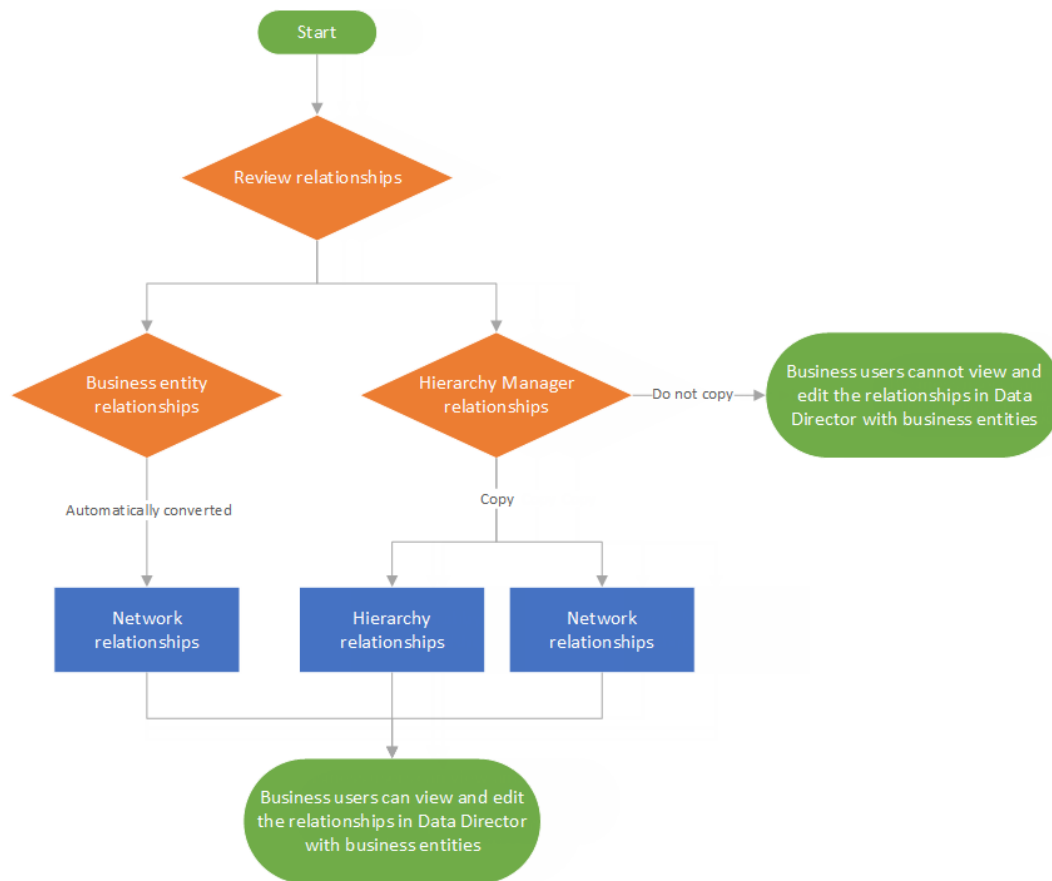 Start
Review relationships
Business entity
relationships
Hierarchy Manager
relationships
Do not copy
Business users cannot view and
edit the relationships in Data
Director with business entities
Automatically converted
Copy
Network
relationships
Hierarchy
relationships
Network
relationships
Business users can view and edit
the relationships in Data Director
with business entities